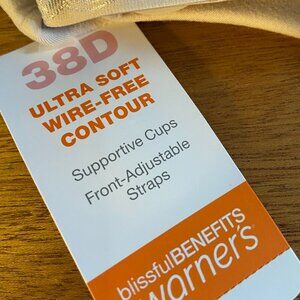 38D
ULTRA SOFT
WIRE-FREE
CONTOUR
Supportive Cups
Front-Adjustable
Straps
blissfulBENEFITS
warner's